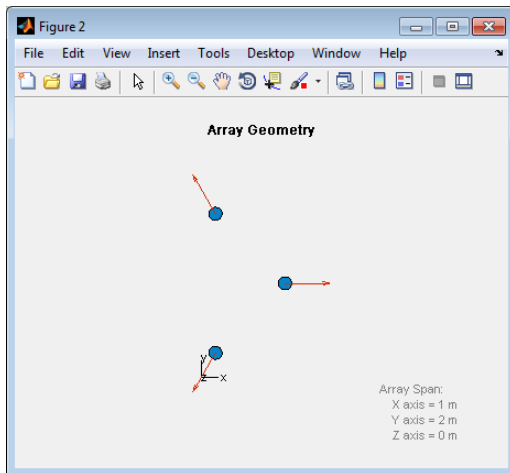 Figure 2
File Edit View Insert Tools Desktop Window Help
Array Geometry
y
z x
Array Span:
X axis = 1 m
Y axis = 2 m
Z axis = 0 m